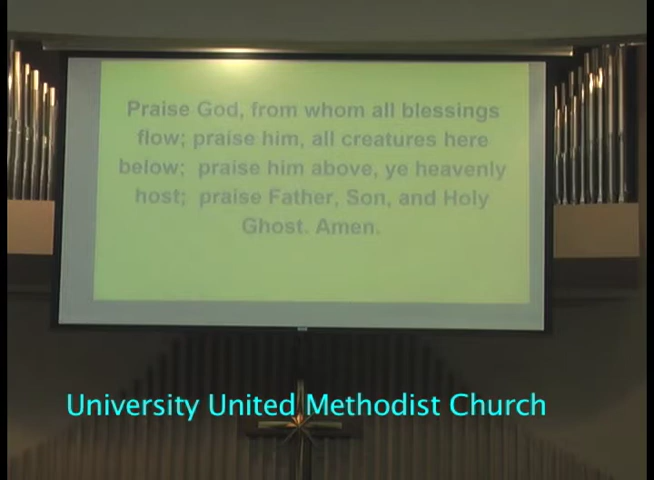 Praise God, from whom all blessings
flow; praise him, all creatures here
below; praise him above, ye heavenly
host; praise Father, Son, and Holy
Ghost. Amen.
University United Methodist Church